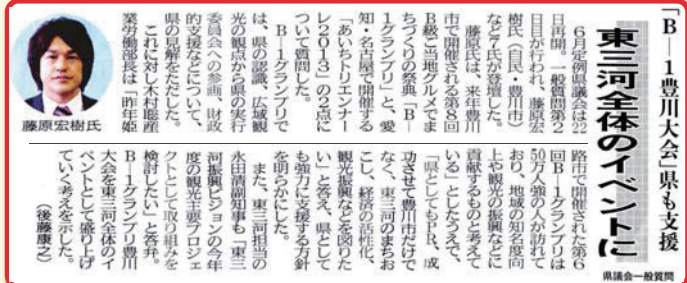 「B―1豊川大会」県も支援
東三河全体のイベントに
6月定例県議会は22
日再開。一般質問第2
日目が行われ、藤原宏
樹氏(自民・豊川市)
など7氏が登壇した。
藤原氏は、来年豊川
市で開催される第8回
B級ご当地グルメでま
ちづくりの祭典「B―
1グランプリ」と、愛
知・名古屋で開催する
「あいちトリエンナー
レ2013」の2点に
ついて質問した。
B―1グランプリで
は、県の認識、広域観
光の観点から県の実行
委員会への参画、財政
的支援などについて、
県の見解をただした。
これに対し木村聡産
業労働部長は「昨年姫
路市で開催された第6
回B―1グランプリは
50万人強の人が訪れて
おり、地域の知名度向
上や観光の振興などに
貢献するものと考えて
いる」としたうえで、
「県としてもPR、成
功させて豊川市だけで
なく、東三河のまちお
こし、経済の活性化、
観光振興などを図りた
い」と答え、県として
も強力に支援する方針
を明らかにした。
また、東三河担当の
永田清副知事も「東三
河振興ビジョンの今年
度の観光主要プロジェ
クトとして取り組みを
検討したい」と答弁。
B―1グランプリ豊川
大会を東三河全体のイ
ベントとして盛り上げ
ていく考えを示した。
(後藤康之)
藤原宏樹氏
県議会一般質問